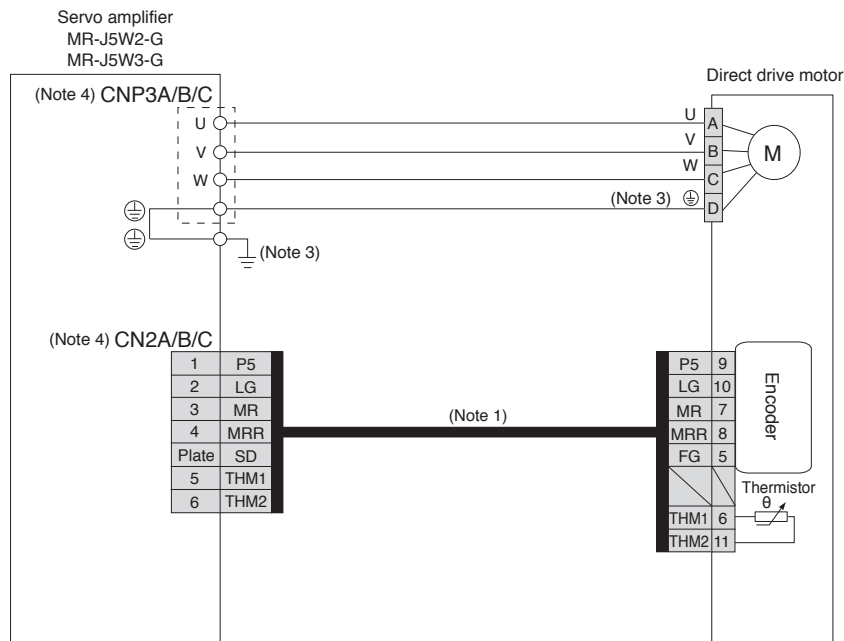 Servo amplifier
MR-J5W2-G
MR-J5W3-G
Direct drive motor
(Note 4) CNP3A/B/C
U
V
W
U
V
W
(Note 3)
A
B
C
D
M
(Note 3)
(Note 4) CN2A/B/C
1 P5
2 LG
3 MR
4 MRR
Plate SD
5 THM1
6 THM2
(Note 1)
P5 9
LG 10
MR 7
MRR 8
FG 5
THM1 6
THM2 11
Encoder
Thermistor
θ